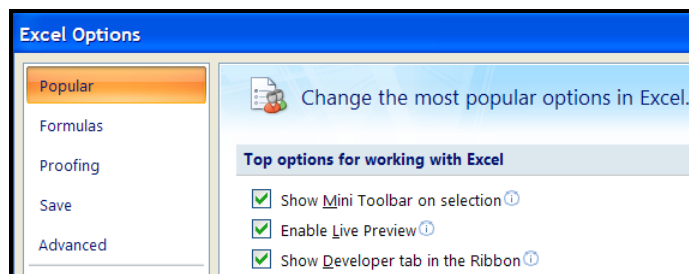 Excel Options
Popular
Formulas
Proofing
Save
Advanced
Change the most popular options in Excel.
Top options for working with Excel
Show Mini Toolbar on selection
Enable Live Preview
Show Developer tab in the Ribbon